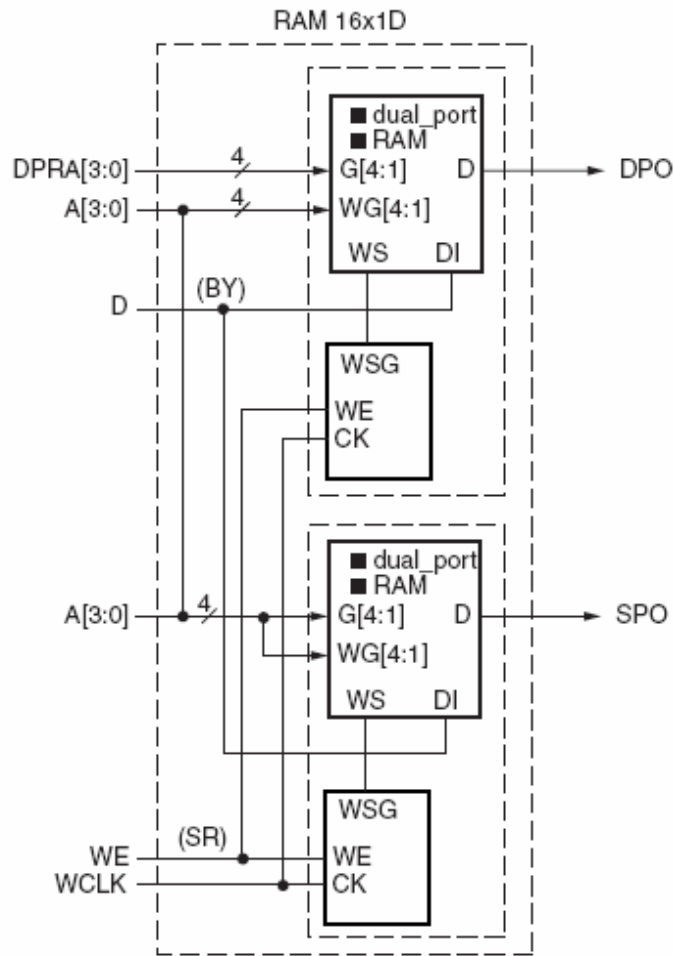 RAM 16x1D
dual_port
RAM
DPRA[3:0] 4 G[4:1] D DPO
A[3:0] 4 WG[4:1]
WS DI
D (BY)
WSG
WE
CK
dual_port
RAM
A[3:0] 4 G[4:1] D SPO
WG[4:1]
WS DI
WSG
WE (SR) WE
WCLK CK